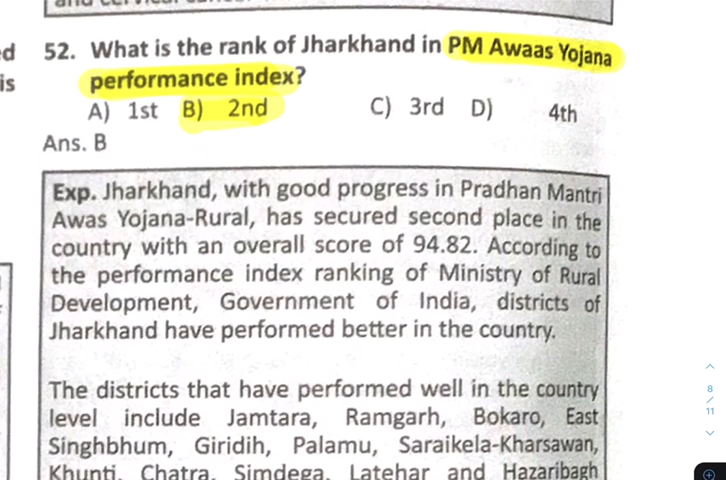 ed
is
52. What is the rank of Jharkhand in PM Awaas Yojana
performance index?
A) 1st B) 2nd C) 3rd D) 4th
Ans. B
Exp. Jharkhand, with good progress in Pradhan Mantri
Awas Yojana-Rural, has secured second place in the
country with an overall score of 94.82. According to
the performance index ranking of Ministry of Rural
Development, Government of India, districts of
Jharkhand have performed better in the country.
The districts that have performed well in the country
level include Jamtara, Ramgarh, Bokaro, East
Singhbhum, Giridih, Palamu, Saraikela-Kharsawan,
Khunti, Chatra, Simdega, Latehar and Hazaribagh
8
/
11